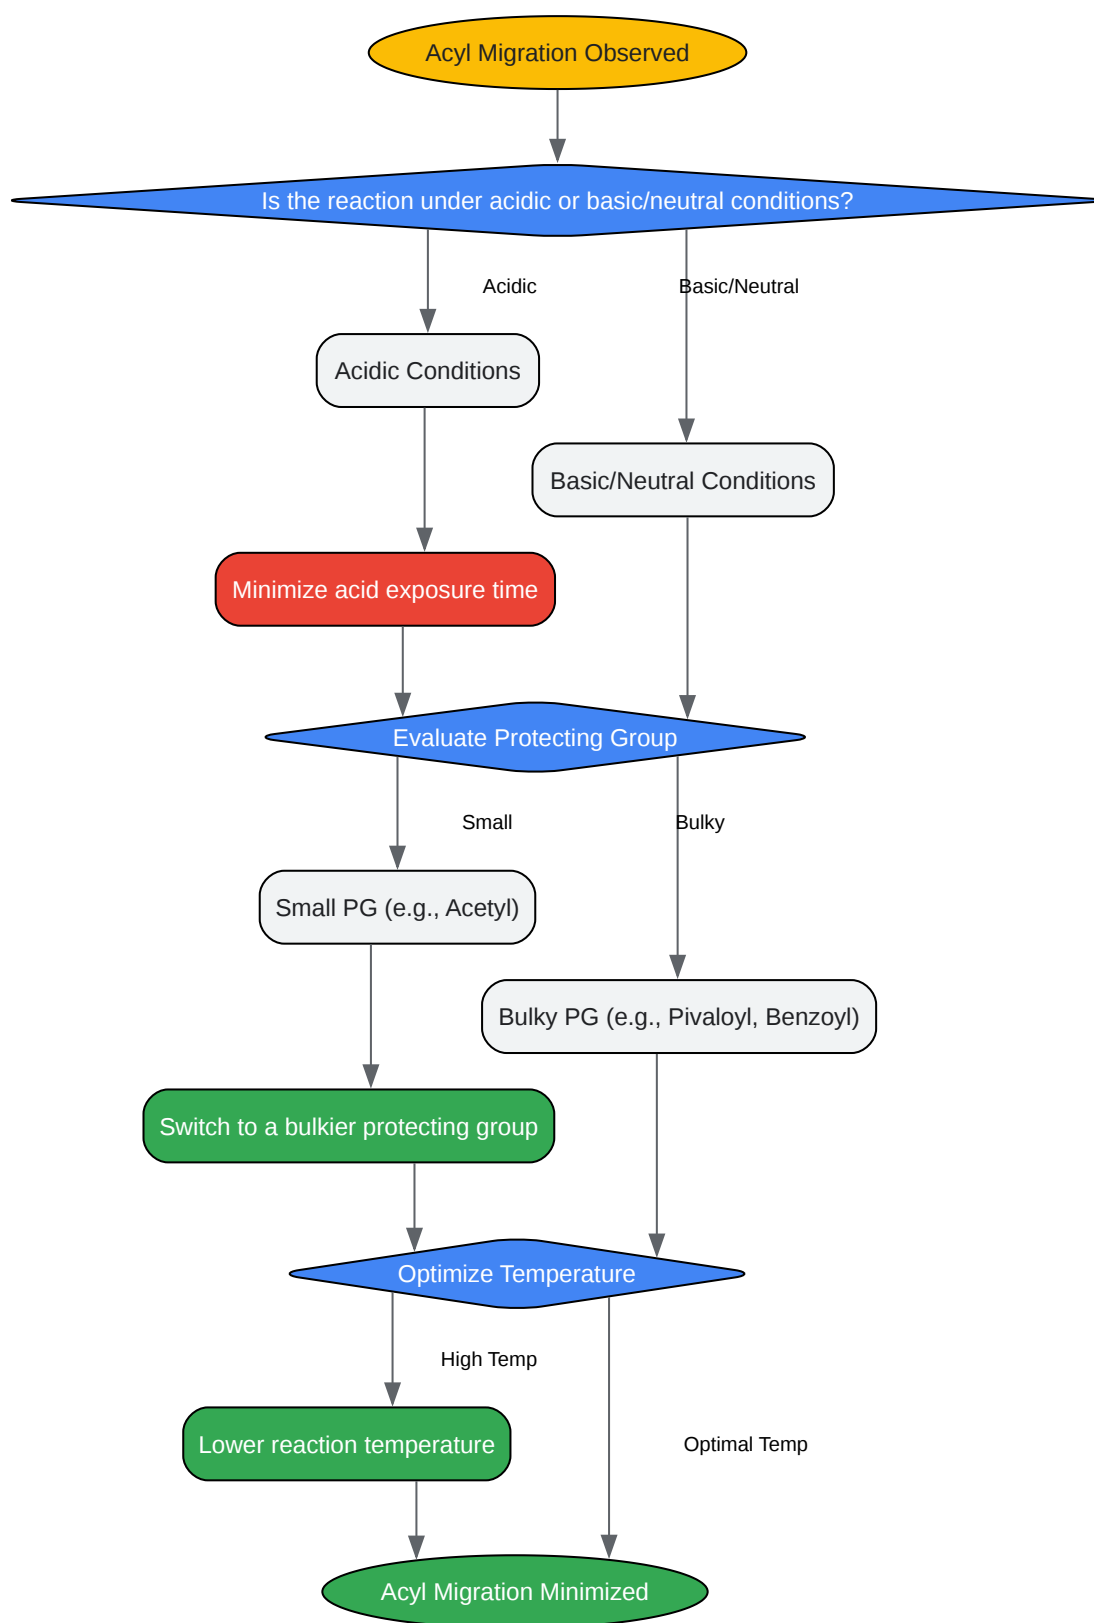 Acyl Migration Observed
Is the reaction under acidic or basic/neutral conditions?
Acidic
Basic/Neutral
Acidic Conditions
Basic/Neutral Conditions
Minimize acid exposure time
Evaluate Protecting Group
Small
Bulky
Small PG (e.g., Acetyl)
Bulky PG (e.g., Pivaloyl, Benzoyl)
Switch to a bulkier protecting group
Optimize Temperature
High Temp
Lower reaction temperature
Optimal Temp
Acyl Migration Minimized